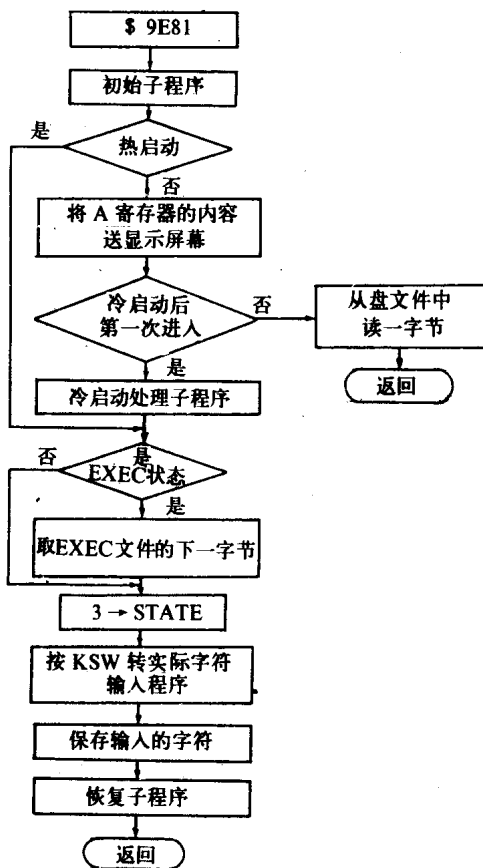 $ 9E81
初始子程序
是
热启动
否
将 A 寄存器的内容
送显示屏幕
冷启动后
第一次进入
否
从盘文件中
读一字节
返回
是
冷启动处理子程序
否
是
EXEC状态
是
取EXEC文件的下一字节
3 → STATE
按 KSW 转实际字符
输入程序
保存输入的字符
恢复子程序
返回